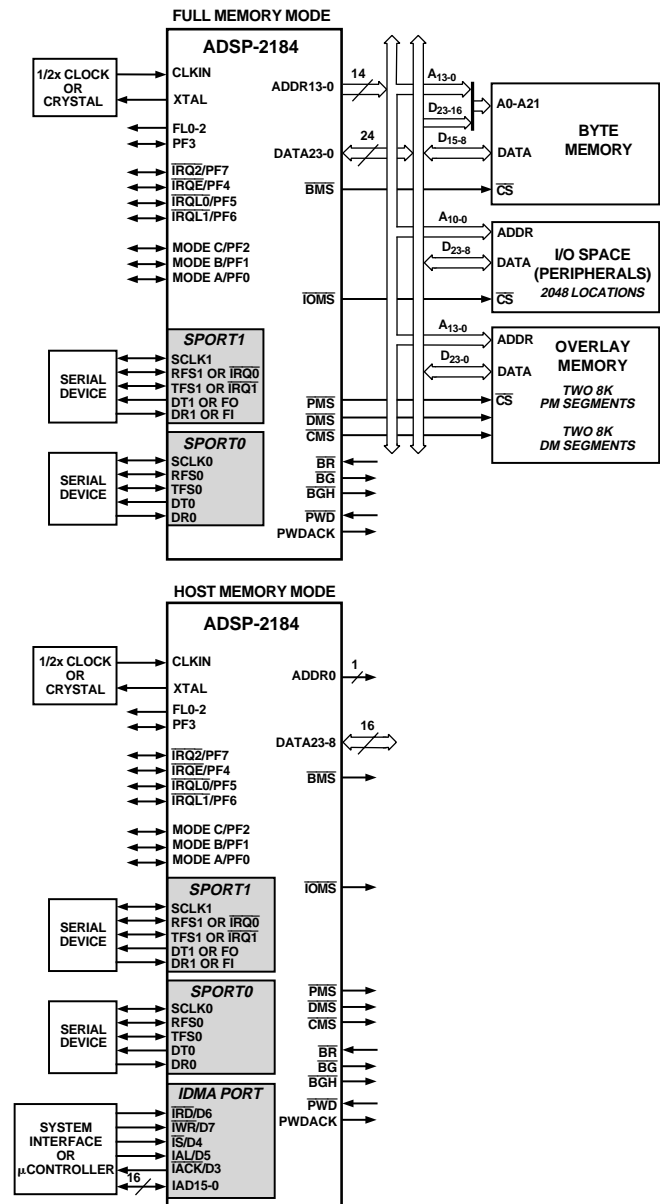 FULL MEMORY MODE
ADSP-2184
1/2x CLOCK
OR
CRYSTAL
CLKIN
XTAL
FL0-2
PF3
IRQ2/PF7
IRQE/PF4
IRQL0/PF5
IRQL1/PF6
MODE C/PF2
MODE B/PF1
MODE A/PF0
SERIAL
DEVICE
SPORT1
SCLK1
RFS1 OR IRQ0
TFS1 OR IRQ1
DT1 OR FO
DR1 OR FI
SERIAL
DEVICE
SPORT0
SCLK0
RFS0
TFS0
DT0
DR0
ADDR13-0
14
DATA23-0
24
BMS
IOMS
PMS
DMS
CMS
BR
BG
BGH
PWD
PWDACK
A13-0
D23-16
D15-8
A0-A21
DATA
CS
BYTE
MEMORY
A10-0
D23-8
ADDR
DATA
CS
I/O SPACE
(PERIPHERALS)
2048 LOCATIONS
A13-0
D23-0
ADDR
DATA
CS
OVERLAY
MEMORY
TWO 8K
PM SEGMENTS
TWO 8K
DM SEGMENTS
HOST MEMORY MODE
ADSP-2184
1/2x CLOCK
OR
CRYSTAL
CLKIN
XTAL
FL0-2
PF3
IRQ2/PF7
IRQE/PF4
IRQL0/PF5
IRQL1/PF6
MODE C/PF2
MODE B/PF1
MODE A/PF0
SERIAL
DEVICE
SPORT1
SCLK1
RFS1 OR IRQ0
TFS1 OR IRQ1
DT1 OR FO
DR1 OR FI
SERIAL
DEVICE
SPORT0
SCLK0
RFS0
TFS0
DT0
DR0
SYSTEM
INTERFACE
OR
µCONTROLLER
IDMA PORT
IRD/D6
IWR/D7
IS/D4
IAL/D5
IACK/D3
16
IAD15-0
ADDR0
1
DATA23-8
16
BMS
IOMS
PMS
DMS
CMS
BR
BG
BGH
PWD
PWDACK